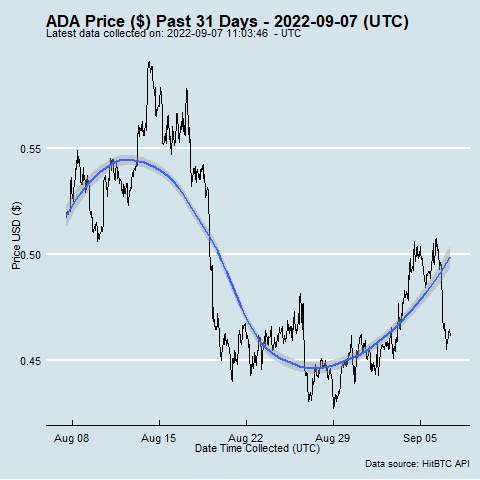 ADA Price ($) Past 31 Days - 2022-09-07 (UTC)
Latest data collected on: 2022-09-07 11:03:46  - UTC
Price USD ($)
0.55
0.50
0.45
Aug 08 Aug 15 Aug 22 Aug 29 Sep 05
Date Time Collected (UTC)
Data source: HitBTC API